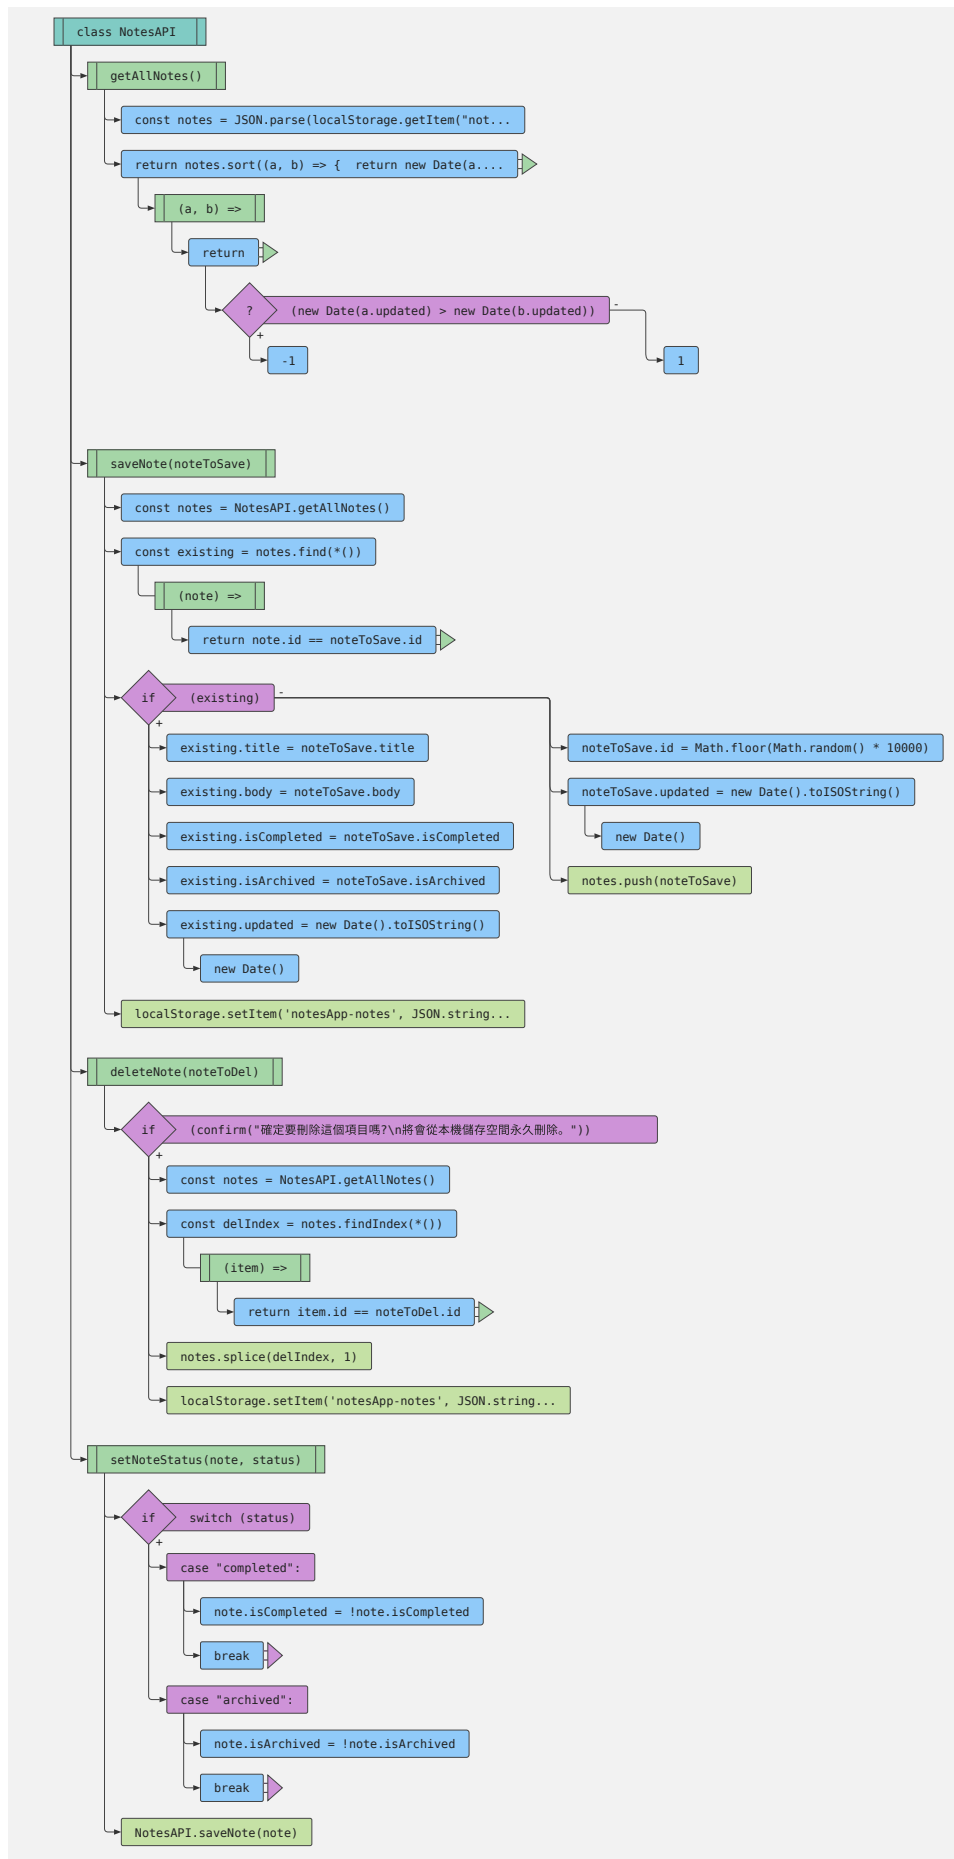 class NotesAPI
getAllNotes()
const notes = JSON.parse(localStorage.getItem("not...
return notes.sort((a, b) => {  return new Date(a....
(a, b) =>
return
? (new Date(a.updated) > new Date(b.updated)) -
+
-1 1
saveNote(noteToSave)
const notes = NotesAPI.getAllNotes()
const existing = notes.find(*())
(note) =>
return note.id == noteToSave.id
if (existing) -
+
existing.title = noteToSave.title
noteToSave.id = Math.floor(Math.random() * 10000)
existing.body = noteToSave.body
noteToSave.updated = new Date().toISOString()
existing.isCompleted = noteToSave.isCompleted
new Date()
existing.isArchived = noteToSave.isArchived
notes.push(noteToSave)
existing.updated = new Date().toISOString()
new Date()
localStorage.setItem('notesApp-notes', JSON.string...
deleteNote(noteToDel)
if (confirm("確定要刪除這個項目嗎?\n將會從本機儲存空間永久刪除。"))
+
const notes = NotesAPI.getAllNotes()
const delIndex = notes.findIndex(*())
(item) =>
return item.id == noteToDel.id
notes.splice(delIndex, 1)
localStorage.setItem('notesApp-notes', JSON.string...
setNoteStatus(note, status)
if switch (status)
+
case "completed":
note.isCompleted = !note.isCompleted
break
case "archived":
note.isArchived = !note.isArchived
break
NotesAPI.saveNote(note)